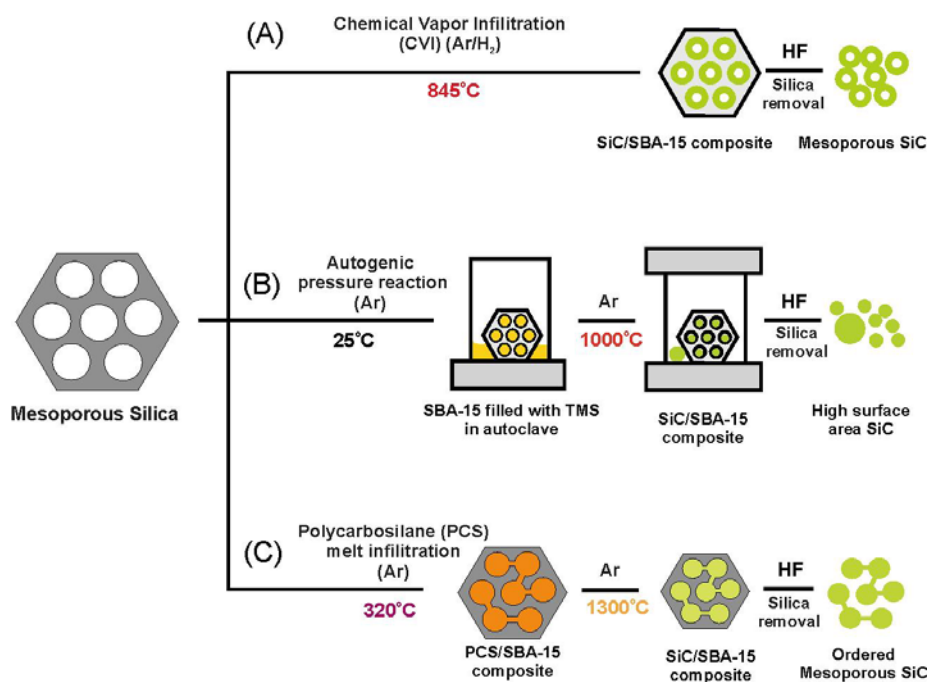 (A)
Chemical Vapor Infilitration
(CVI) (Ar/H₂)
845°C
SiC/SBA-15 composite
HF
Silica
removal
Mesoporous SiC
Mesoporous Silica
(B)
Autogenic
pressure reaction
(Ar)
25°C
SBA-15 filled with TMS
in autoclave
Ar
1000°C
SiC/SBA-15
composite
HF
Silica
removal
High surface
area SiC
(C)
Polycarbosilane (PCS)
melt infilitration
(Ar)
320°C
PCS/SBA-15
composite
Ar
1300°C
SiC/SBA-15
composite
HF
Silica
removal
Ordered
Mesoporous SiC